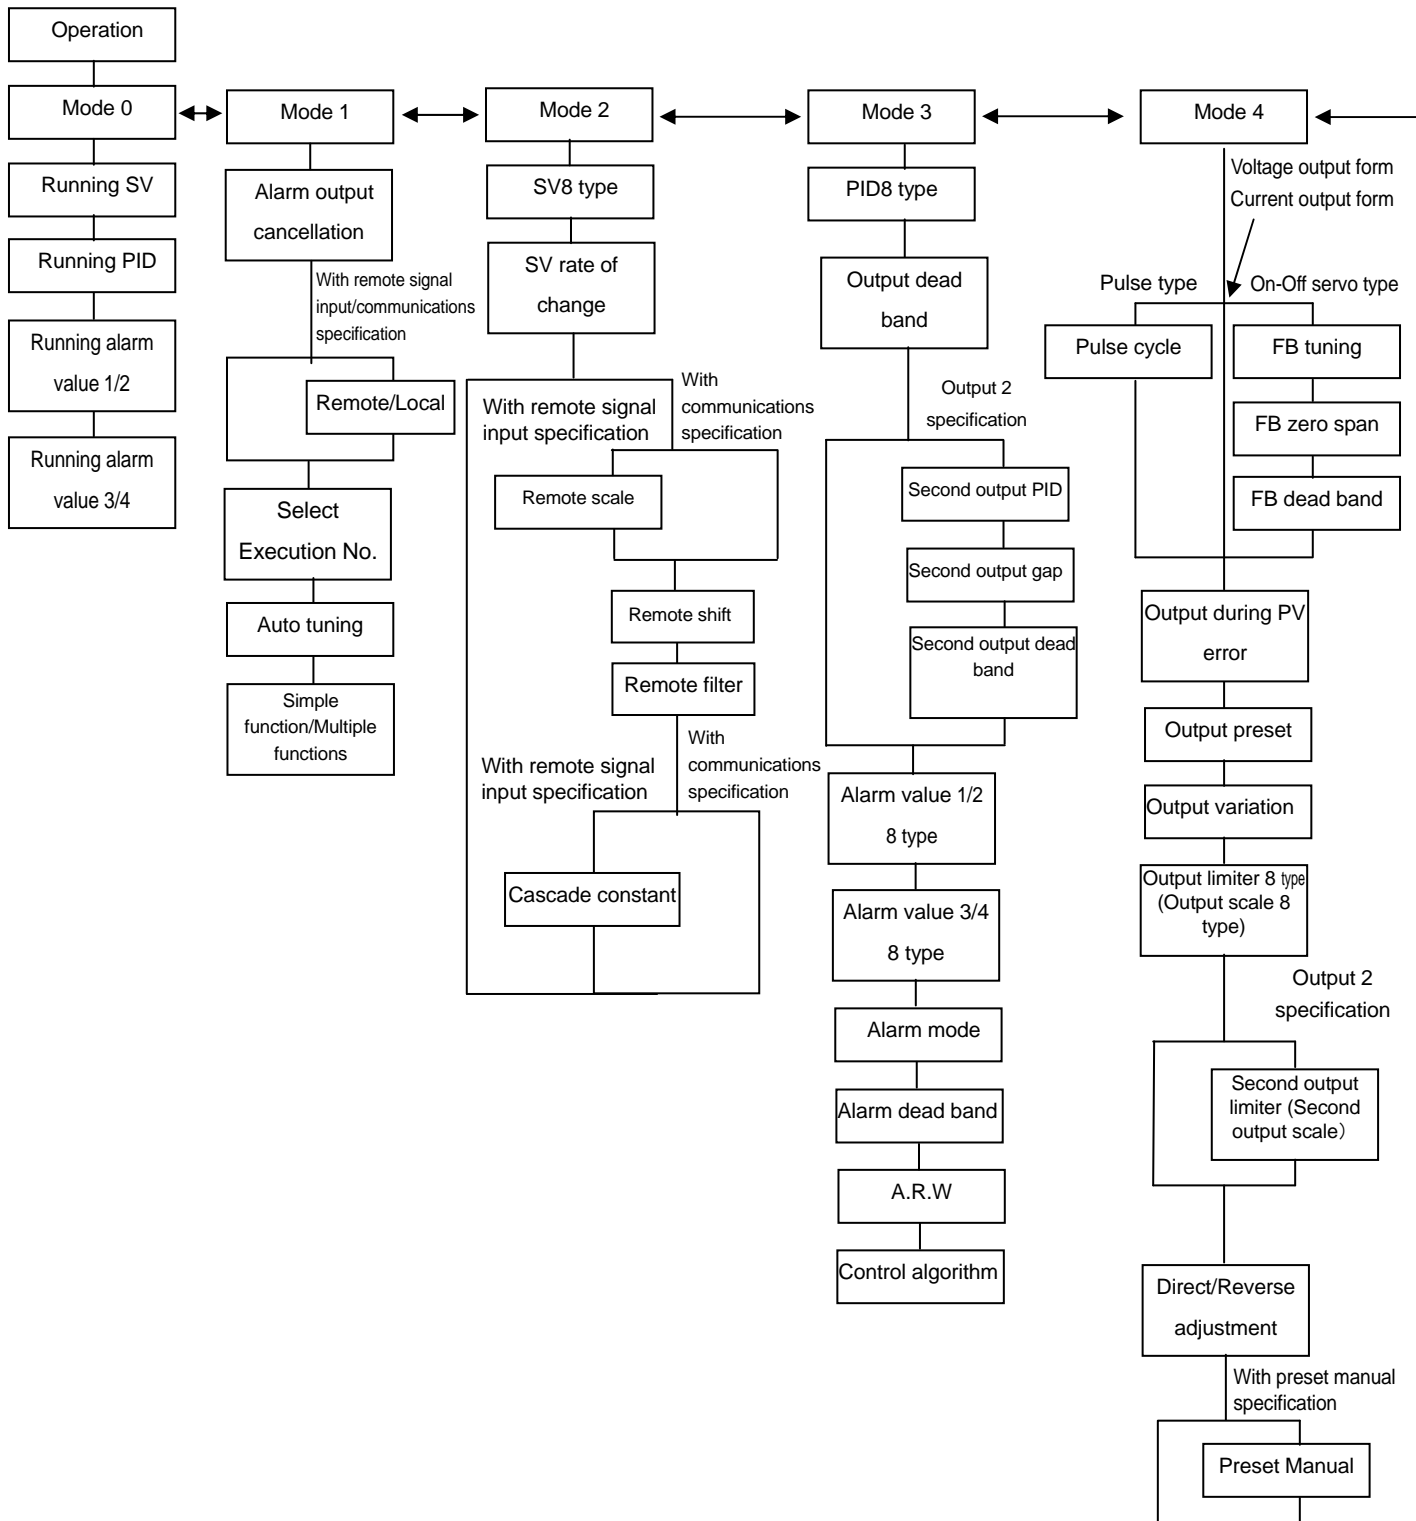 Operation
Mode 0
Running SV
Running PID
Running alarm
value 1/2
Running alarm
value 3/4
Mode 1
Alarm output
cancellation
With remote signal
input/communications
specification
Remote/Local
Select
Execution No.
Auto tuning
Simple
function/Multiple
functions
Mode 2
SV8 type
SV rate of
change
With remote signal
input specification
With
communications
specification
Remote scale
Remote shift
Remote filter
With remote signal
input specification
With
communications
specification
Cascade constant
Mode 3
PID8 type
Output dead
band
Output 2
specification
Second output PID
Second output gap
Second output dead
band
Alarm value 1/2
8 type
Alarm value 3/4
8 type
Alarm mode
Alarm dead band
A.R.W
Control algorithm
Mode 4
Voltage output form
Current output form
Pulse type
On-Off servo type
Pulse cycle
FB tuning
FB zero span
FB dead band
Output during PV
error
Output preset
Output variation
Output limiter 8 type
(Output scale 8
type)
Output 2
specification
Second output
limiter (Second
output scale）
Direct/Reverse
adjustment
With preset manual
specification
Preset Manual